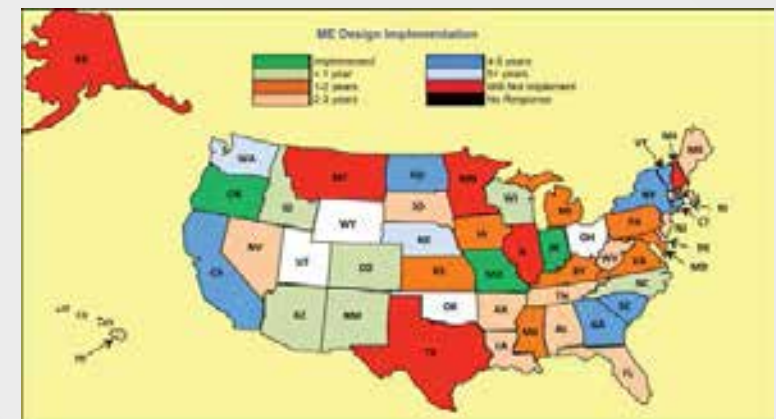 ME Design Implementation
Implemented 4-5 years
< 1 year 5+ years
1-2 years Will Not Implement
2-3 years No Response
AK
WA
MT
ND
MN
VT
NH
ME
OR
ID
WY
SD
WI
MI
NY
RI
CT
NV
UT
CO
NE
IA
IL
IN
OH
PA
NJ
DE
MD
CA
KS
MO
KY
WV
VA
NC
AZ
NM
OK
AR
TN
SC
TX
LA
MS
AL
GA
FL
HI